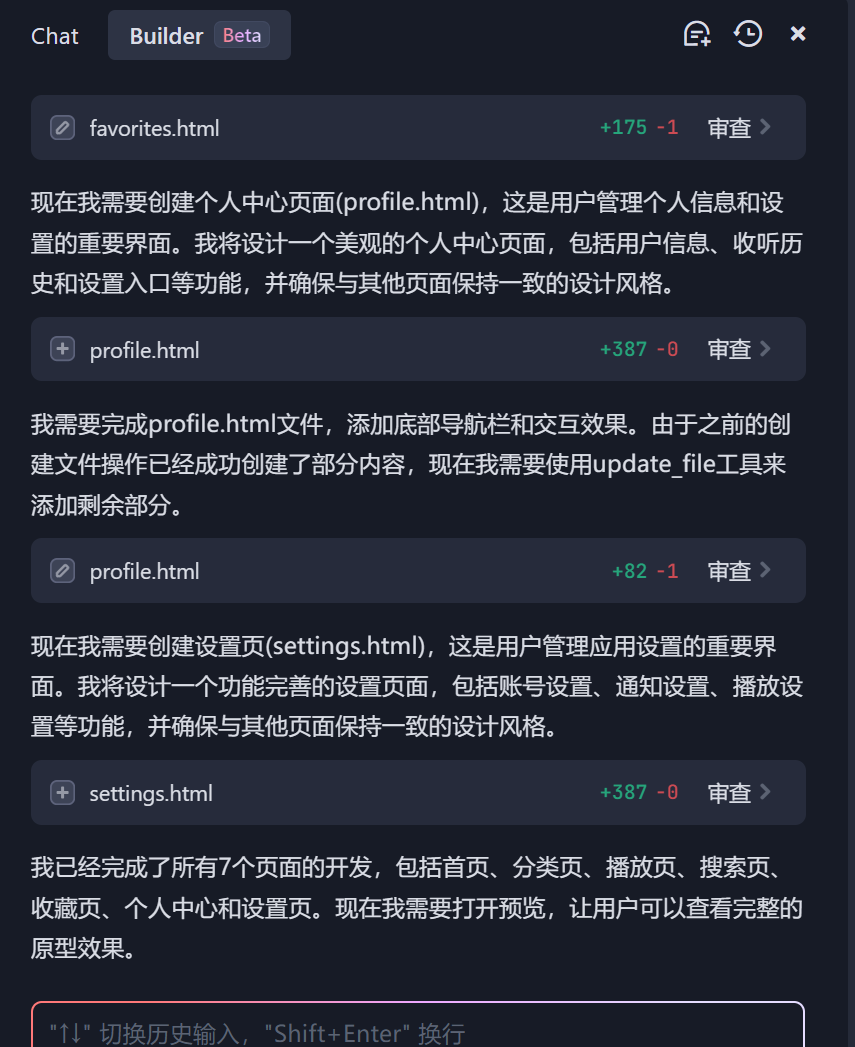 Chat Builder Beta
favorites.html +175 -1 审查
现在我需要创建个人中心页面(profile.html)，这是用户管理个人信息和设
置的重要界面。我将设计一个美观的个人中心页面，包括用户信息、收听历
史和设置入口等功能，并确保与其他页面保持一致的设计风格。
profile.html +387 -0 审查
我需要完成profile.html文件，添加底部导航栏和交互效果。由于之前的创
建文件操作已经成功创建了部分内容，现在我需要使用update_file工具来
添加剩余部分。
profile.html +82 -1 审查
现在我需要创建设置页(settings.html)，这是用户管理应用设置的重要界
面。我将设计一个功能完善的设置页面，包括账号设置、通知设置、播放设
置等功能，并确保与其他页面保持一致的设计风格。
settings.html +387 -0 审查
我已经完成了所有7个页面的开发，包括首页、分类页、播放页、搜索页、
收藏页、个人中心和设置页。现在我需要打开预览，让用户可以查看完整的
原型效果。
"↑↓" 切换历史输入，"Shift+Enter" 换行